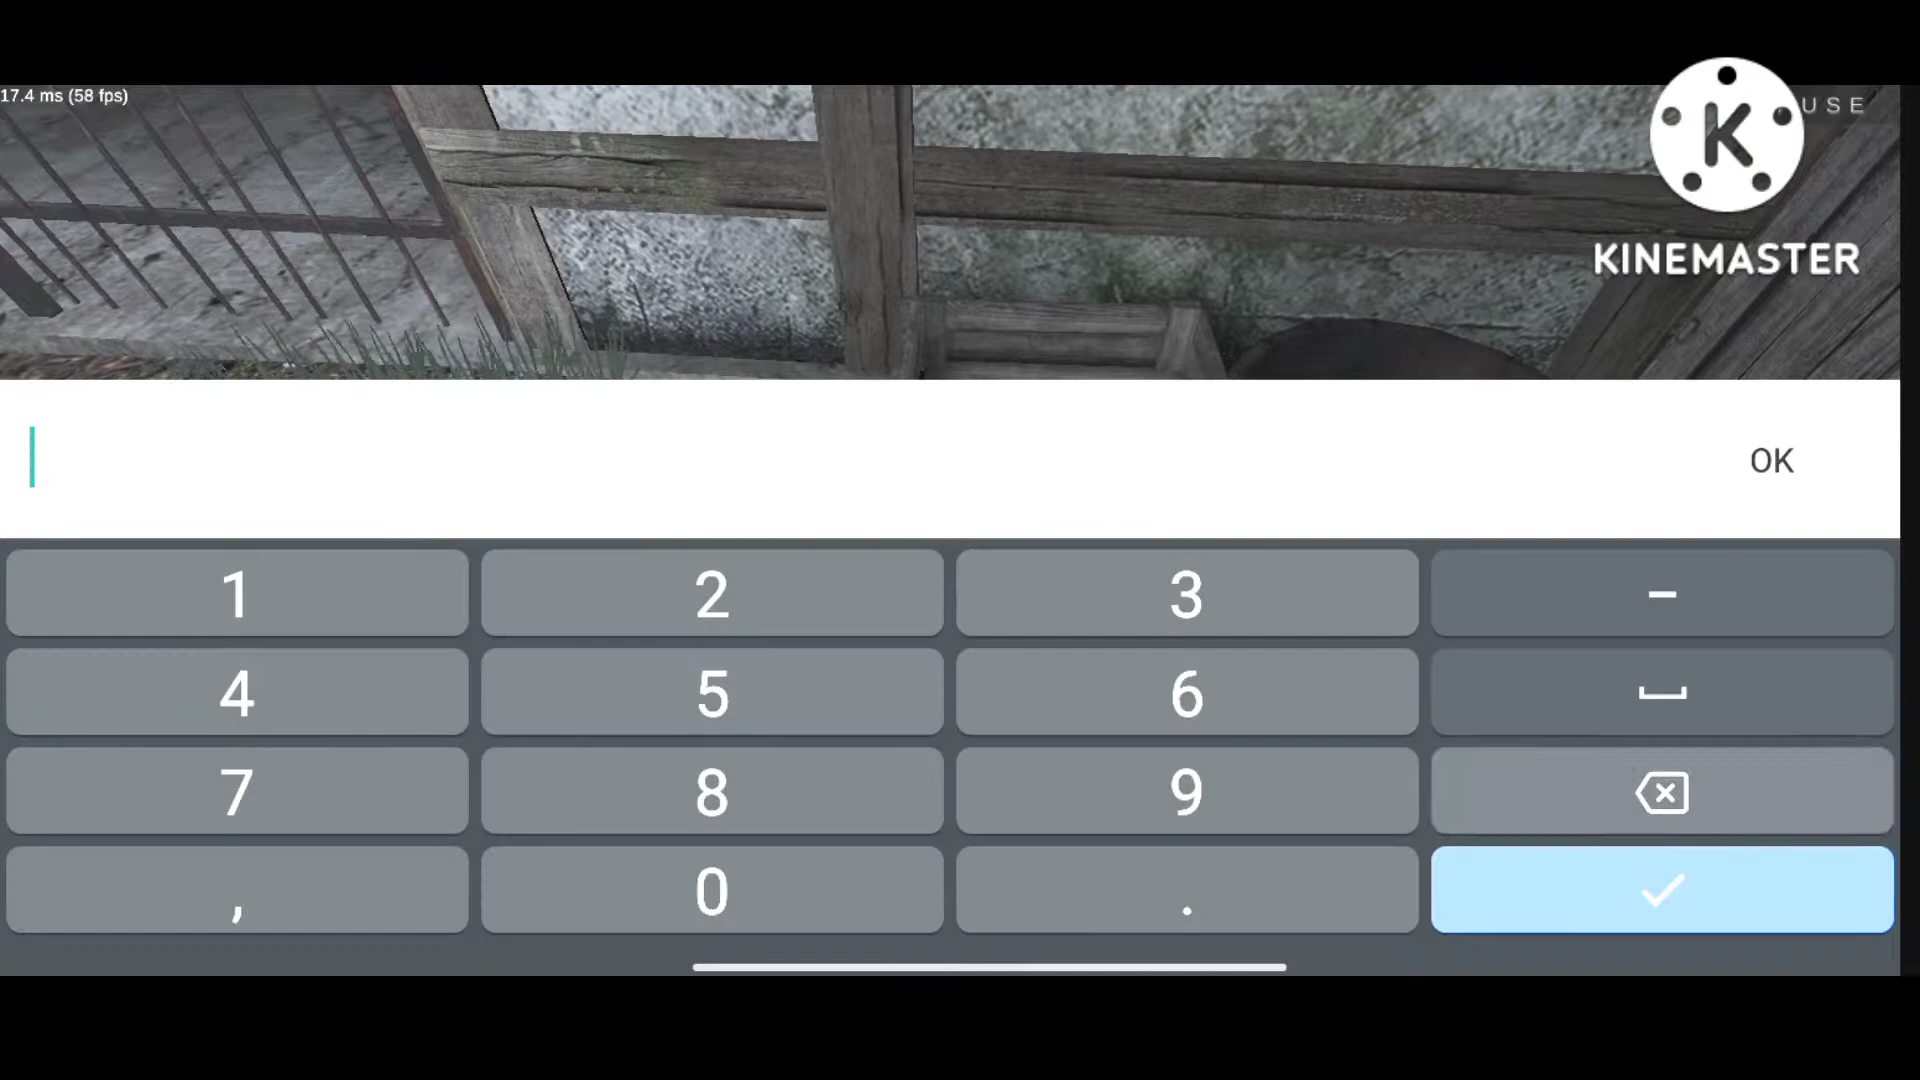 17.4 ms (58 fps)
USE
K
KINEMASTER
OK
1 2 3 -
4 5 6
7 8 9
, 0 .